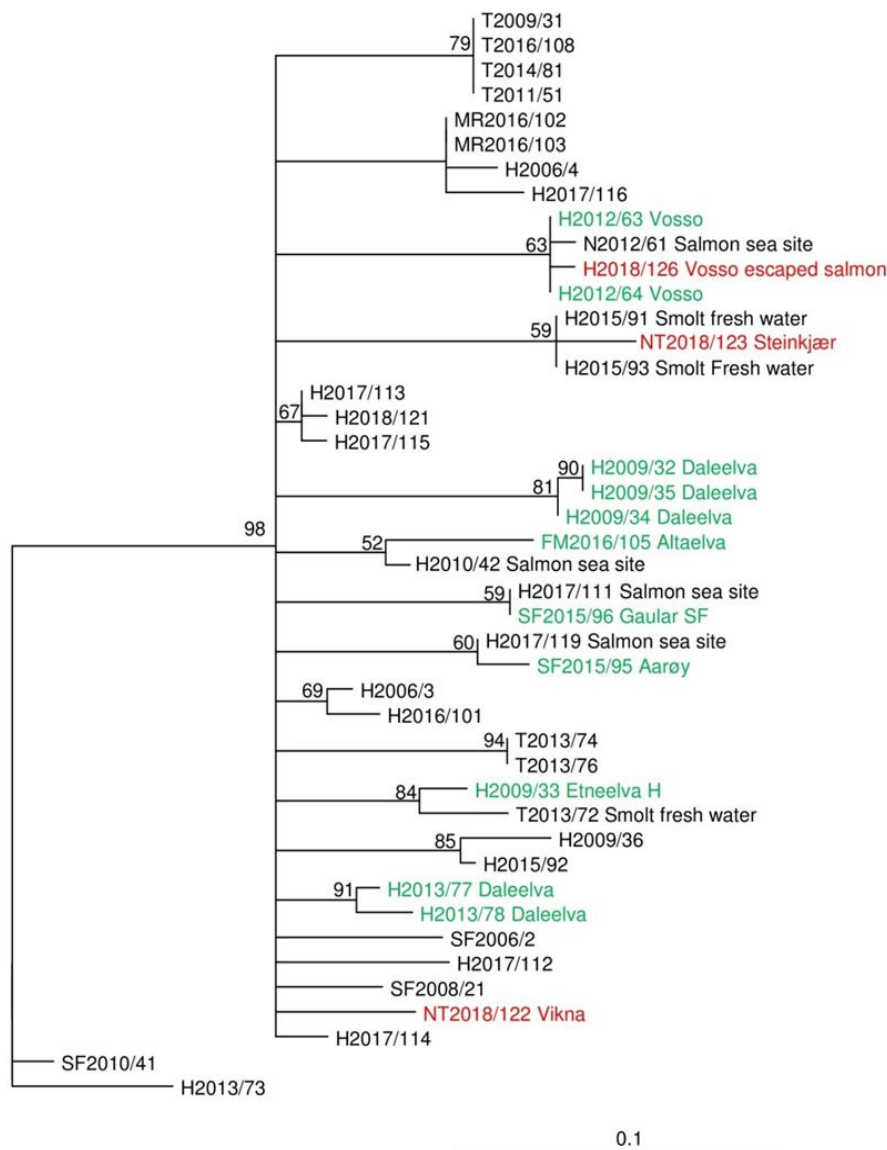 T2009/31
79
T2016/108
T2014/81
T2011/51
MR2016/102
MR2016/103
H2006/4
H2017/116
H2012/63 Vosso
63
N2012/61 Salmon sea site
H2018/126 Vosso escaped salmon
H2012/64 Vosso
H2015/91 Smolt fresh water
59
NT2018/123 Steinkjær
H2015/93 Smolt Fresh water
H2017/113
67
H2018/121
H2017/115
90
H2009/32 Daleelva
81
H2009/35 Daleelva
H2009/34 Daleelva
98
52
FM2016/105 Altaelva
H2010/42 Salmon sea site
59
H2017/111 Salmon sea site
SF2015/96 Gaular SF
60
H2017/119 Salmon sea site
SF2015/95 Aarøy
69
H2006/3
H2016/101
94
T2013/74
T2013/76
84
H2009/33 Etneelva H
T2013/72 Smolt fresh water
85
H2009/36
H2015/92
91
H2013/77 Daleelva
H2013/78 Daleelva
SF2006/2
H2017/112
SF2008/21
NT2018/122 Vikna
H2017/114
SF2010/41
H2013/73
0.1